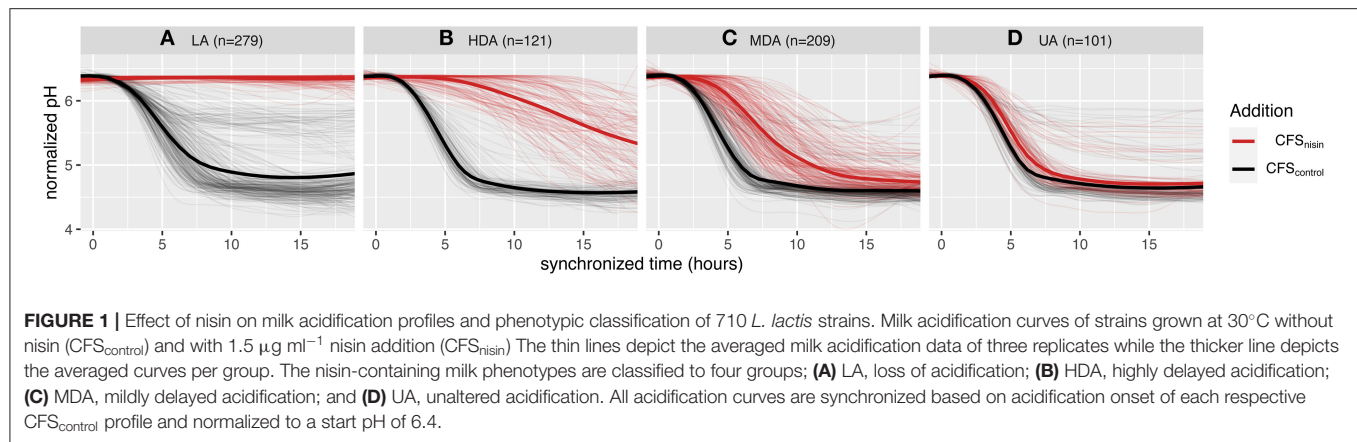 A LA (n=279)
B HDA (n=121)
C MDA (n=209)
D UA (n=101)
normalized pH
6
5
4
0 5 10 15 0 5 10 15 0 5 10 15 0 5 10 15
synchronized time (hours)
Addition
CFSnisin
CFScontrol
FIGURE 1 | Effect of nisin on milk acidification profiles and phenotypic classification of 710 L. lactis strains. Milk acidification curves of strains grown at 30°C without
nisin (CFScontrol) and with 1.5 μg ml−1 nisin addition (CFSnisin) The thin lines depict the averaged milk acidification data of three replicates while the thicker line depicts
the averaged curves per group. The nisin-containing milk phenotypes are classified to four groups; (A) LA, loss of acidification; (B) HDA, highly delayed acidification;
(C) MDA, mildly delayed acidification; and (D) UA, unaltered acidification. All acidification curves are synchronized based on acidification onset of each respective
CFScontrol profile and normalized to a start pH of 6.4.